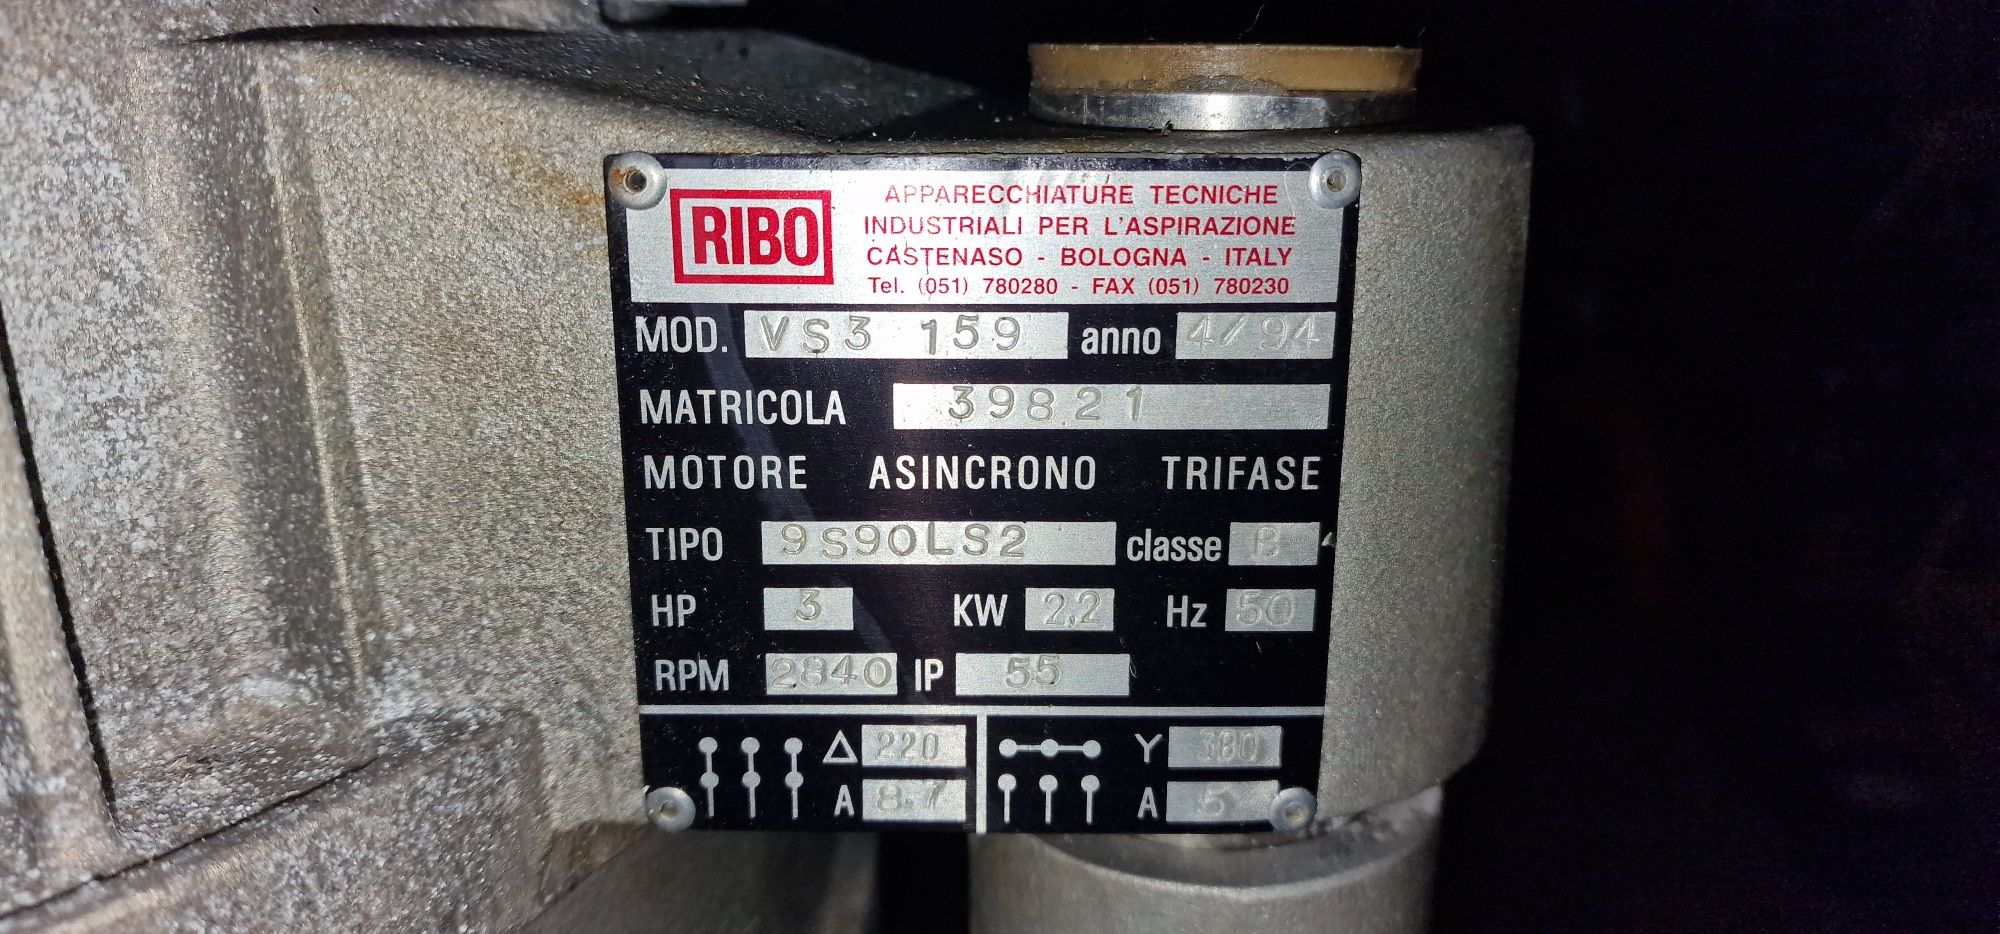 RIBO
APPARECCHIATURE TECNICHE
INDUSTRIALI PER L'ASPIRAZIONE
CASTENASO - BOLOGNA - ITALY
Tel. (051) 780280 - FAX (051) 780230
MOD. VS3 159 anno 4/94
MATRICOLA 39821
MOTORE ASINCRONO TRIFASE
TIPO 9S90LS2 classe B
HP 3 KW 2,2 Hz 50
RPM 2840 IP 55
Δ 220 Y 380
A 8.7 A 5